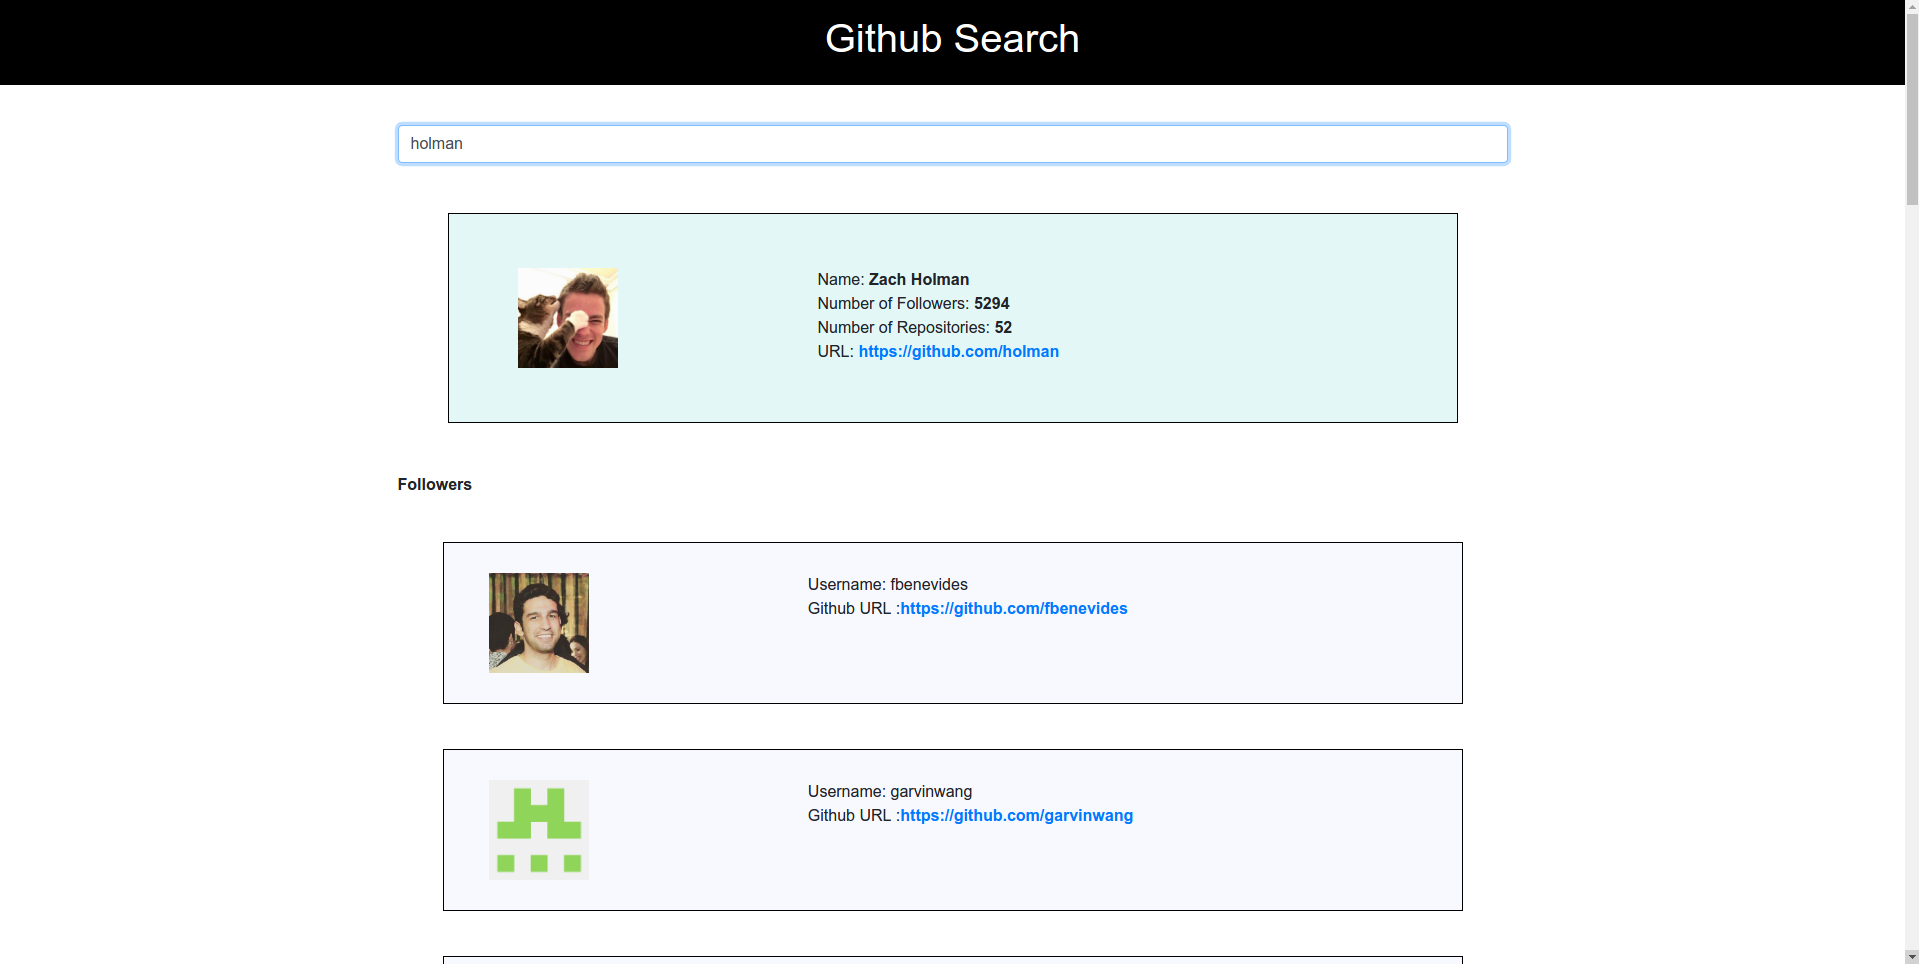 Github Search
holman
Name: Zach Holman
Number of Followers: 5294
Number of Repositories: 52
URL: https://github.com/holman
Followers
Username: fbenevides
Github URL :https://github.com/fbenevides
Username: garvinwang
Github URL :https://github.com/garvinwang